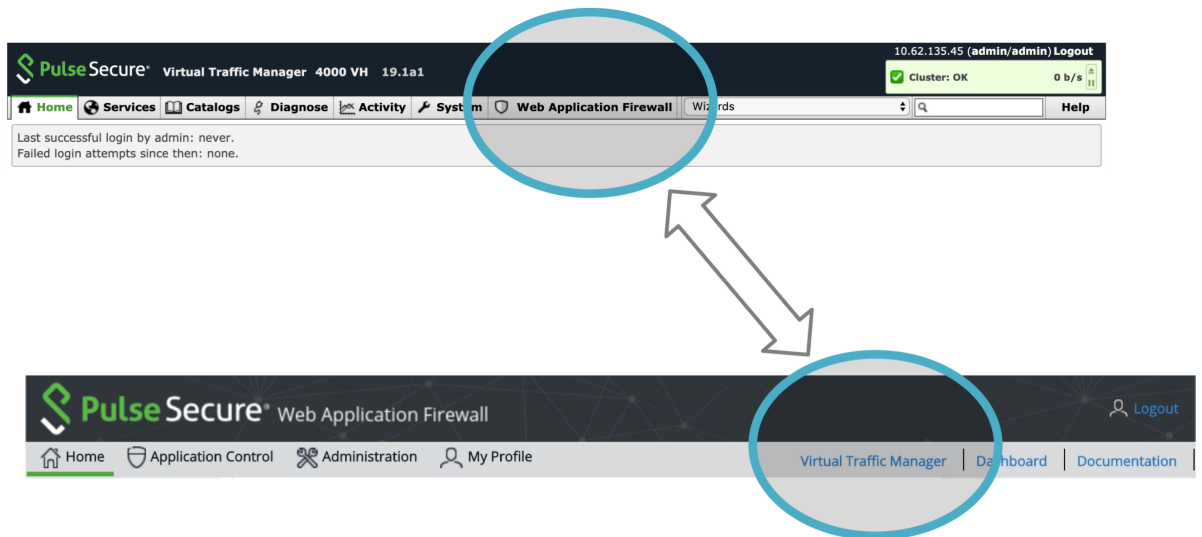 10.62.135.45 (admin/admin) Logout
Pulse Secure® Virtual Traffic Manager 4000 VH 19.1a1
Cluster: OK 0 b/s
Home Services Catalogs Diagnose Activity System Web Application Firewall Wizards Help
Last successful login by admin: never.
Failed login attempts since then: none.
Pulse Secure® Web Application Firewall
Logout
Home Application Control Administration My Profile
Virtual Traffic Manager Dashboard Documentation